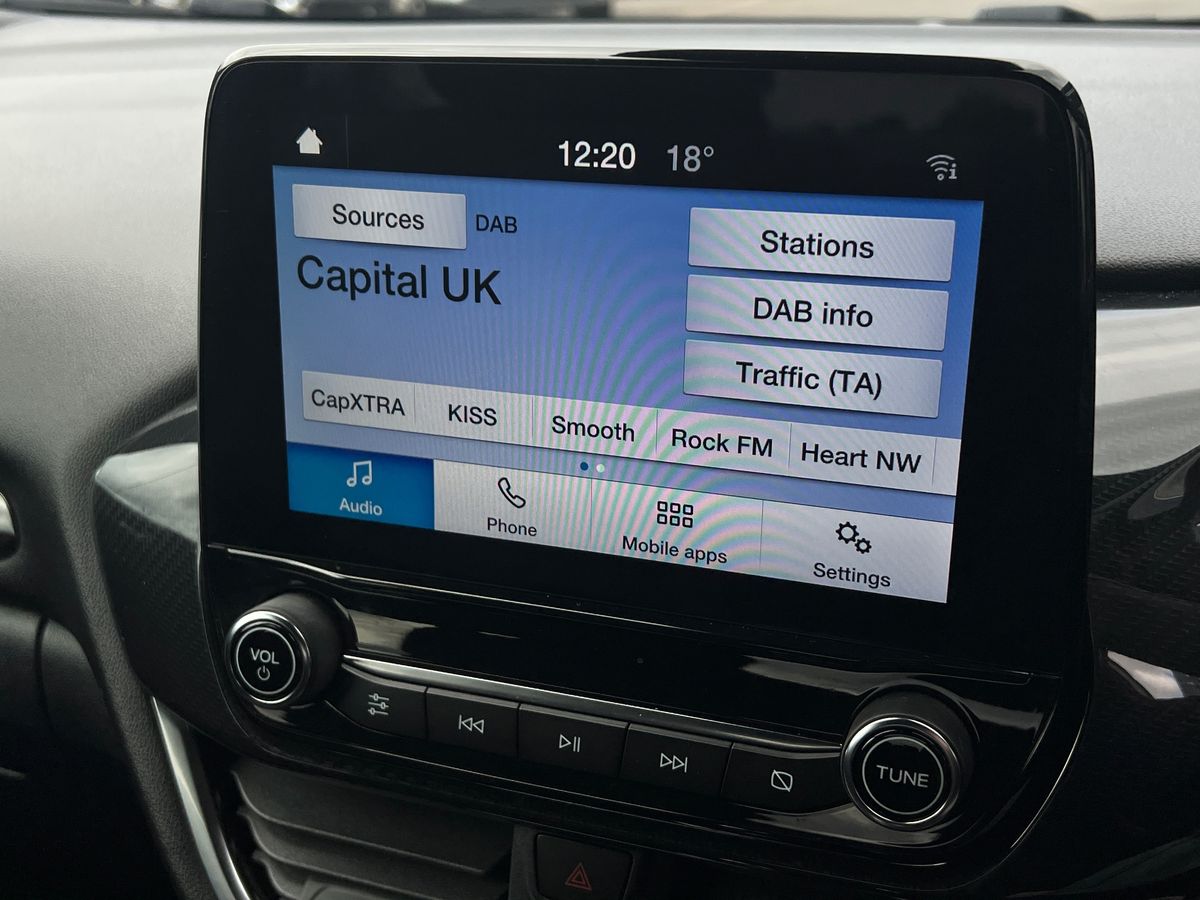 12:20 18°
Sources DAB
Capital UK
Stations
DAB info
Traffic (TA)
CapXTRA KISS Smooth Rock FM Heart NW
Audio Phone Mobile apps Settings
VOL
TUNE